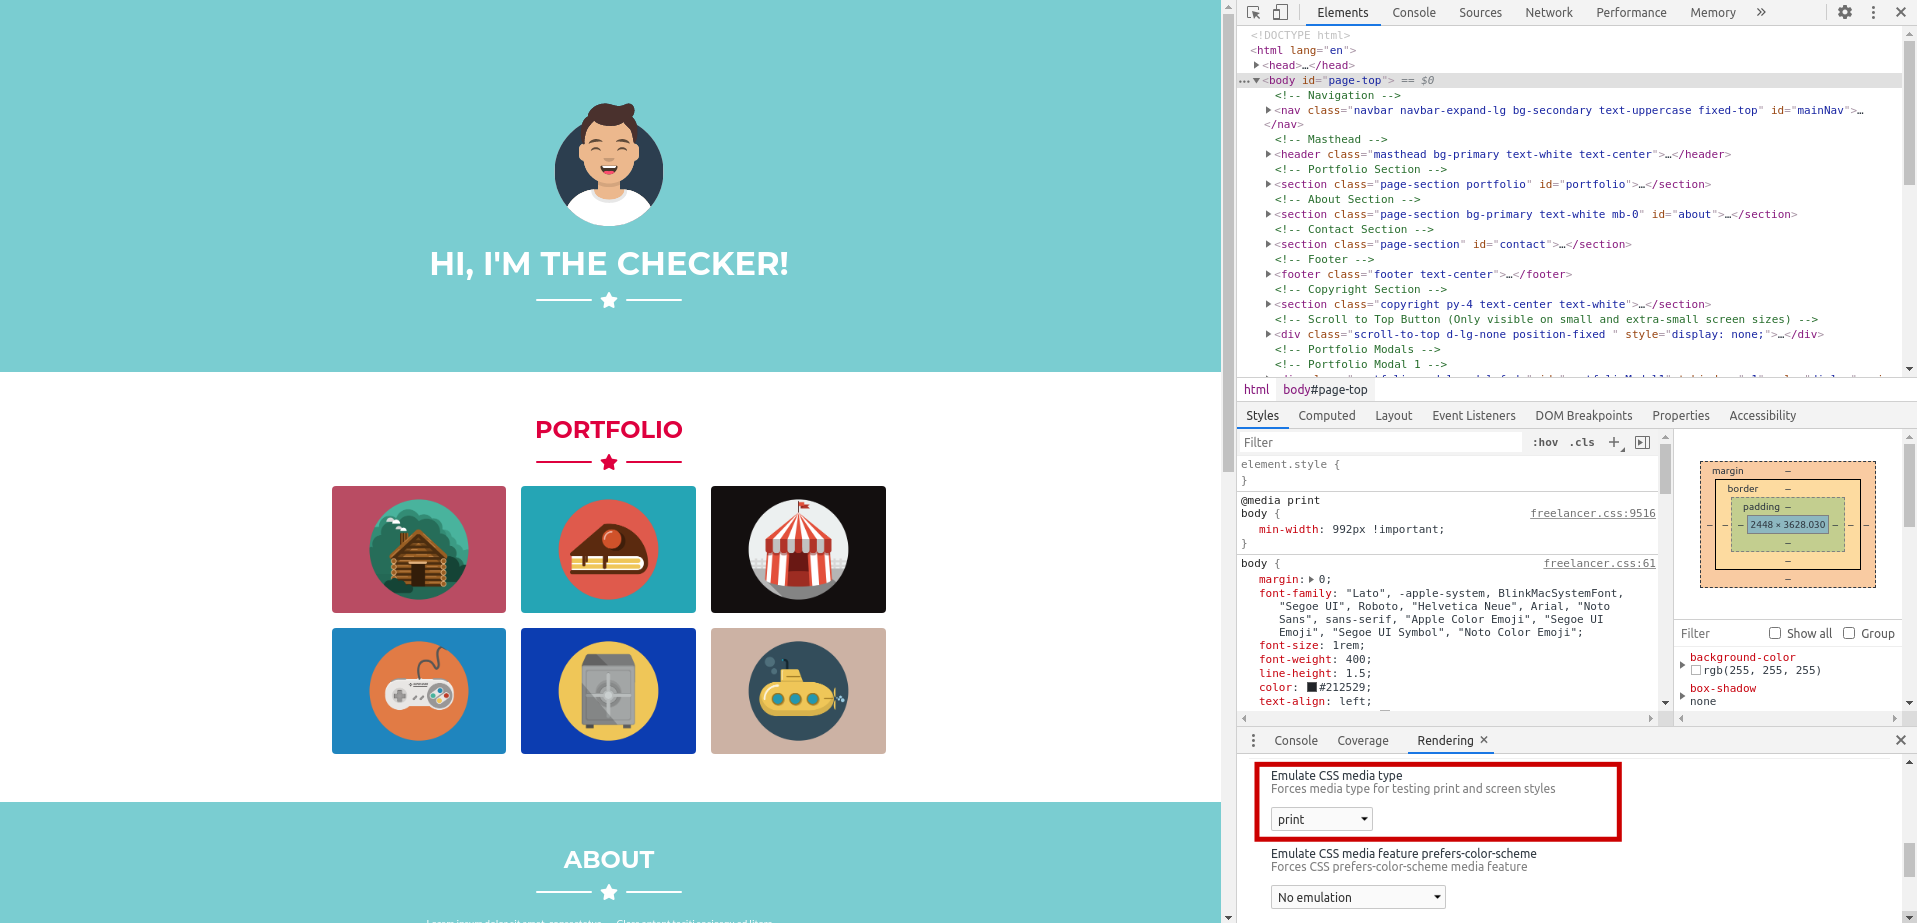 HI, I'M THE CHECKER!
PORTFOLIO
ABOUT
Elements Console Sources Network Performance Memory »
<!DOCTYPE html>
<html lang="en">
<head>…</head>
<body id="page-top"> == $0
<!-- Navigation -->
<nav class="navbar navbar-expand-lg bg-secondary text-uppercase fixed-top" id="mainNav">…
</nav>
<!-- Masthead -->
<header class="masthead bg-primary text-white text-center">…</header>
<!-- Portfolio Section -->
<section class="page-section portfolio" id="portfolio">…</section>
<!-- About Section -->
<section class="page-section bg-primary text-white mb-0" id="about">…</section>
<!-- Contact Section -->
<section class="page-section" id="contact">…</section>
<!-- Footer -->
<footer class="footer text-center">…</footer>
<!-- Copyright Section -->
<section class="copyright py-4 text-center text-white">…</section>
<!-- Scroll to Top Button (Only visible on small and extra-small screen sizes) -->
<div class="scroll-to-top d-lg-none position-fixed " style="display: none;">…</div>
<!-- Portfolio Modals -->
<!-- Portfolio Modal 1 -->
html body#page-top
Styles Computed Layout Event Listeners DOM Breakpoints Properties Accessibility
Filter :hov .cls +
element.style {
}
@media print
body { freelancer.css:9516
min-width: 992px !important;
}
body { freelancer.css:61
margin: 0;
font-family: "Lato", -apple-system, BlinkMacSystemFont,
"Segoe UI", Roboto, "Helvetica Neue", Arial, "Noto
Sans", sans-serif, "Apple Color Emoji", "Segoe UI
Emoji", "Segoe UI Symbol", "Noto Color Emoji";
font-size: 1rem;
font-weight: 400;
line-height: 1.5;
color: #212529;
text-align: left;
margin –
border –
padding –
– – – 2448 × 3628.030 – – –
–
–
–
Filter Show all Group
background-color
rgb(255, 255, 255)
box-shadow
none
Console Coverage Rendering ×
Emulate CSS media type
Forces media type for testing print and screen styles
print
Emulate CSS media feature prefers-color-scheme
Forces CSS prefers-color-scheme media feature
No emulation